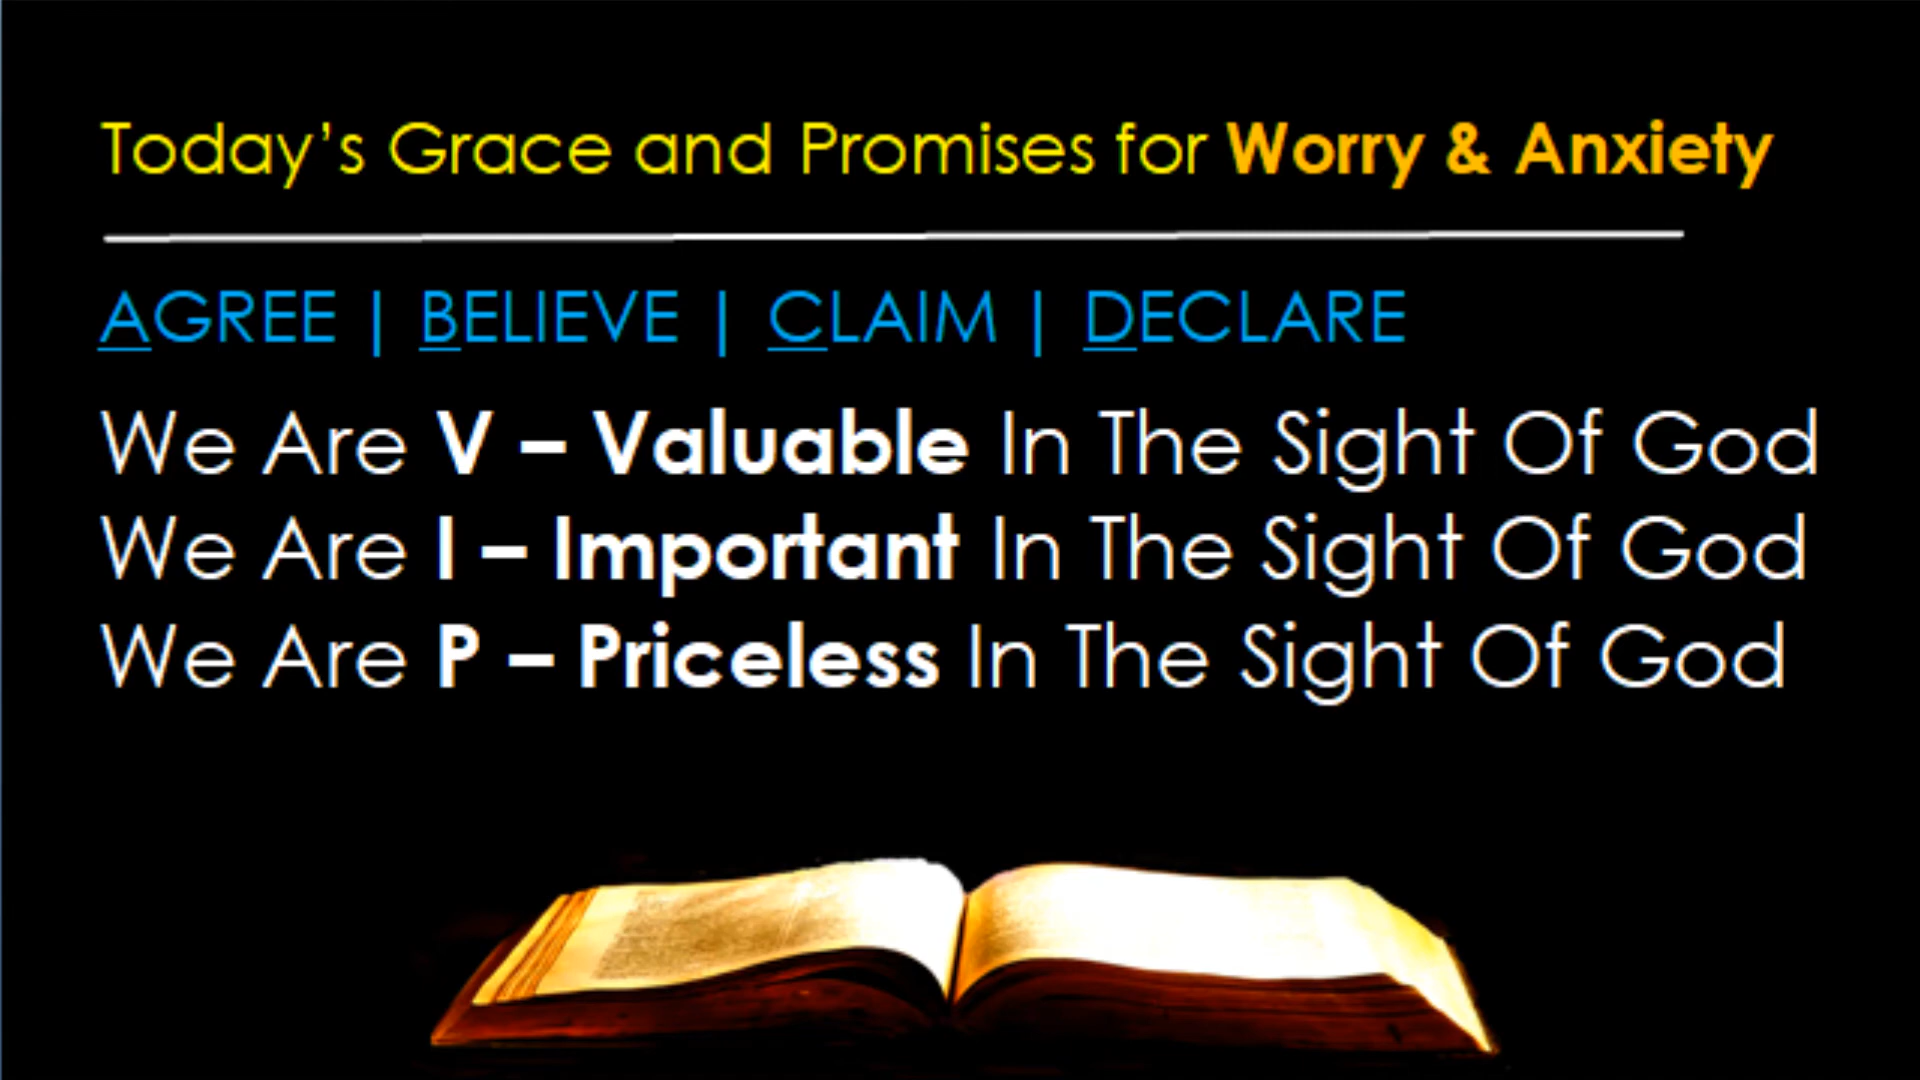 Today’s Grace and Promises for Worry & Anxiety
AGREE | BELIEVE | CLAIM | DECLARE
We Are V – Valuable In The Sight Of God
We Are I – Important In The Sight Of God
We Are P – Priceless In The Sight Of God